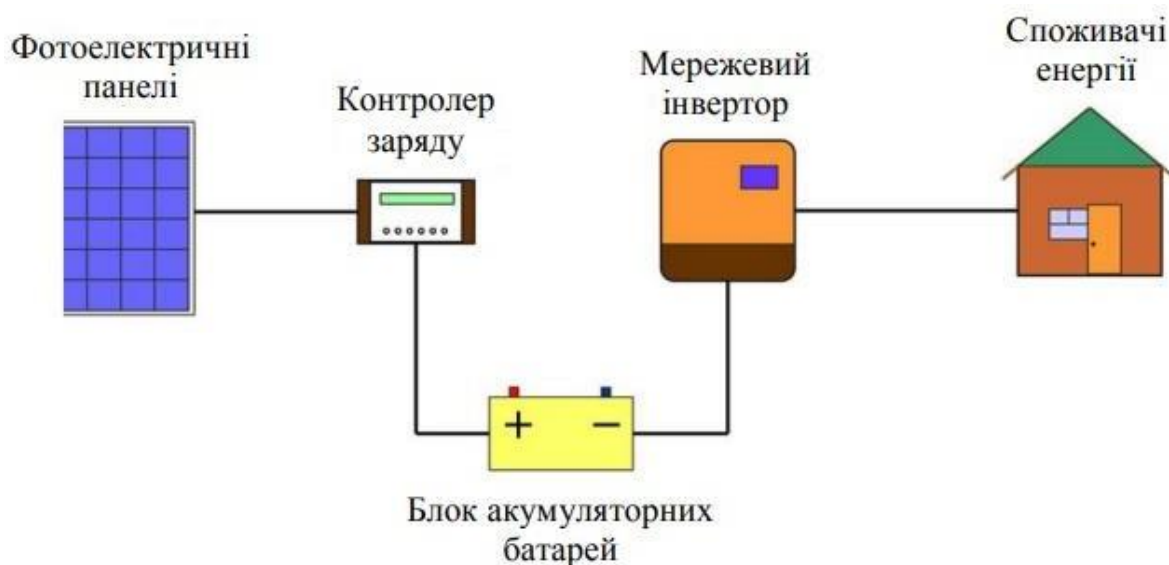 Фотоелектричні
панелі
Контролер
заряду
Мережевий
інвертор
Споживачі
енергії
+ −
Блок акумуляторних
батарей